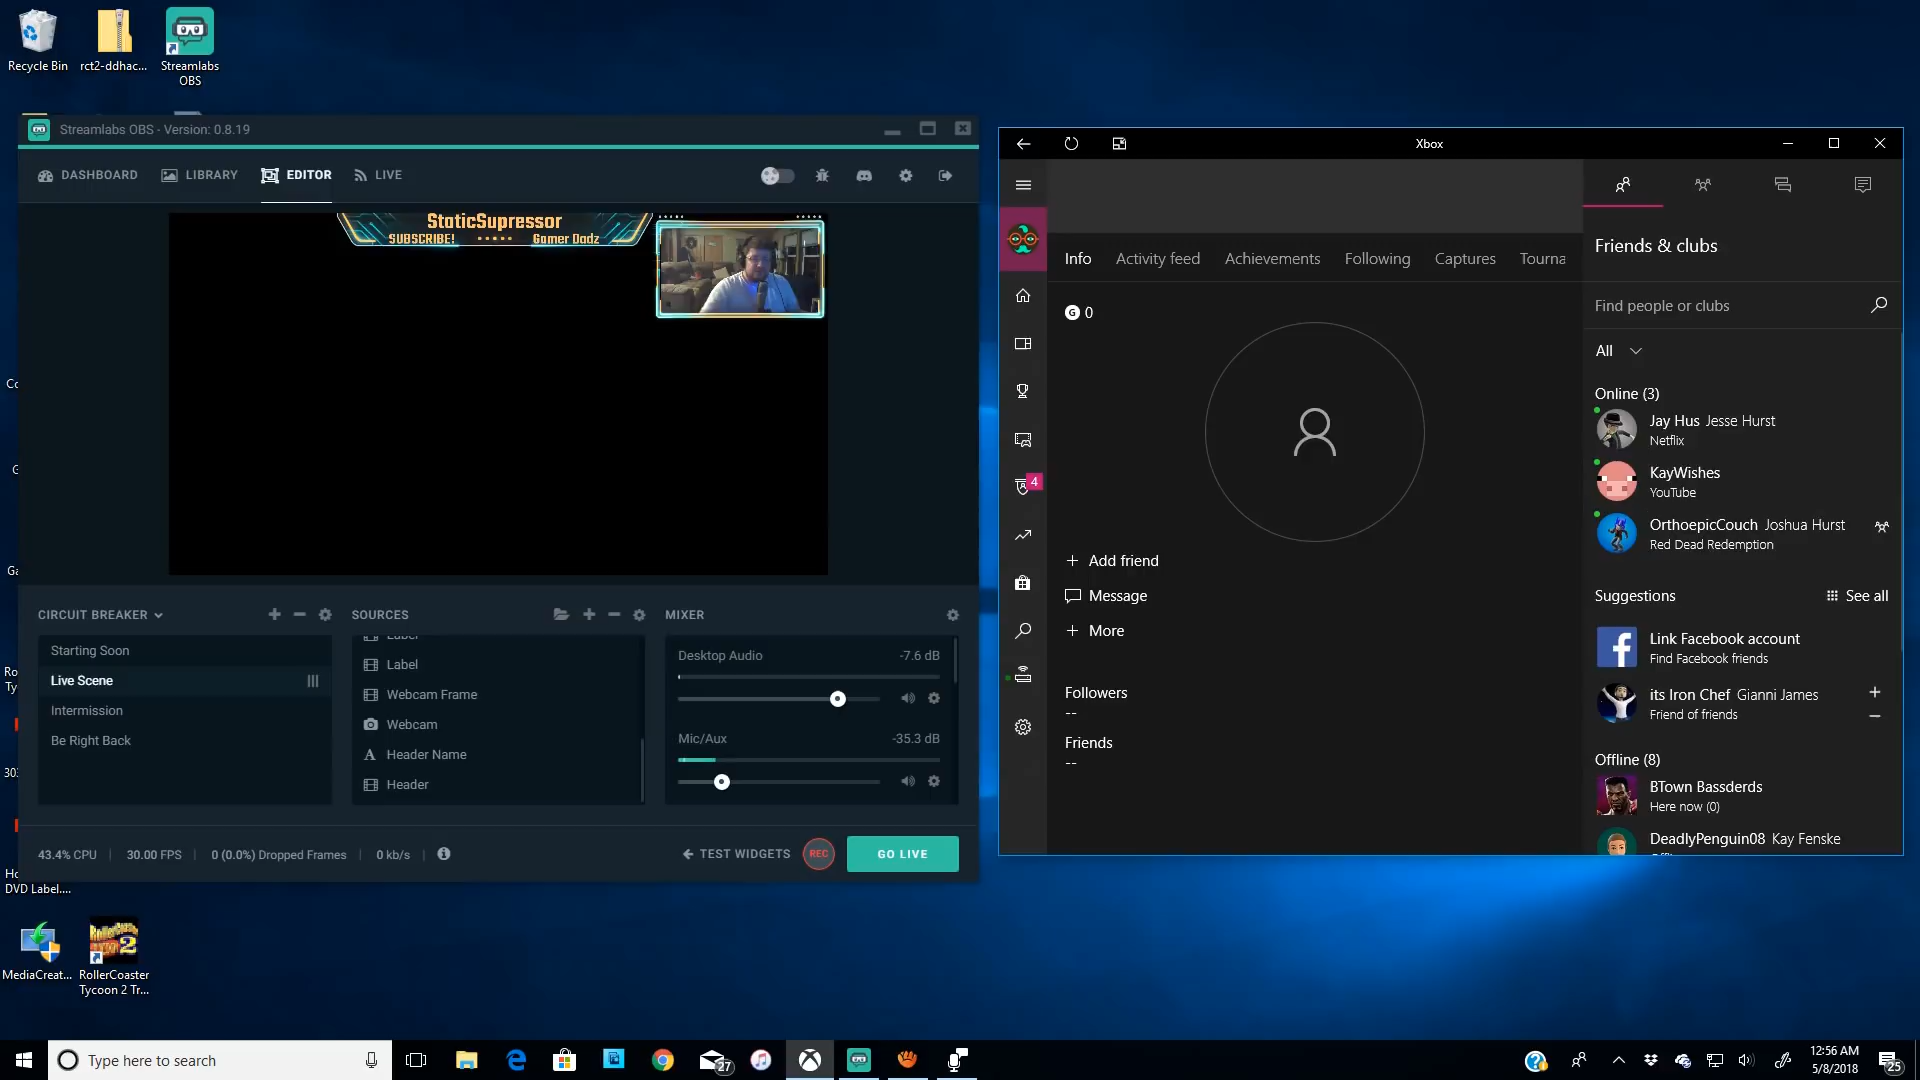 Recycle Bin
rct2-ddhac...
Streamlabs
OBS
Streamlabs OBS - Version: 0.8.19
DASHBOARD
LIBRARY
EDITOR
LIVE
StaticSupressor
SUBSCRIBE!
Gamer Dadz
CIRCUIT BREAKER
Starting Soon
Live Scene
Intermission
Be Right Back
SOURCES
Label
Label
Webcam Frame
Webcam
Header Name
Header
MIXER
Desktop Audio
-7.6 dB
Mic/Aux
-35.3 dB
43.4% CPU
30.00 FPS
0 (0.0%) Dropped Frames
0 kb/s
TEST WIDGETS
REC
GO LIVE
Xbox
Info
Activity feed
Achievements
Following
Captures
Tourna
G 0
4
+ Add friend
Message
+ More
Followers
--
Friends
--
Friends & clubs
Find people or clubs
All
Online (3)
Jay Hus Jesse Hurst
Netflix
KayWishes
YouTube
OrthoepicCouch Joshua Hurst
Red Dead Redemption
Suggestions
See all
Link Facebook account
Find Facebook friends
its Iron Chef Gianni James
Friend of friends
Offline (8)
BTown Bassderds
Here now (0)
DeadlyPenguin08 Kay Fenske
DVD Label....
MediaCreat...
RollerCoaster
Tycoon 2 Tr...
Type here to search
27
12:56 AM
5/8/2018
25